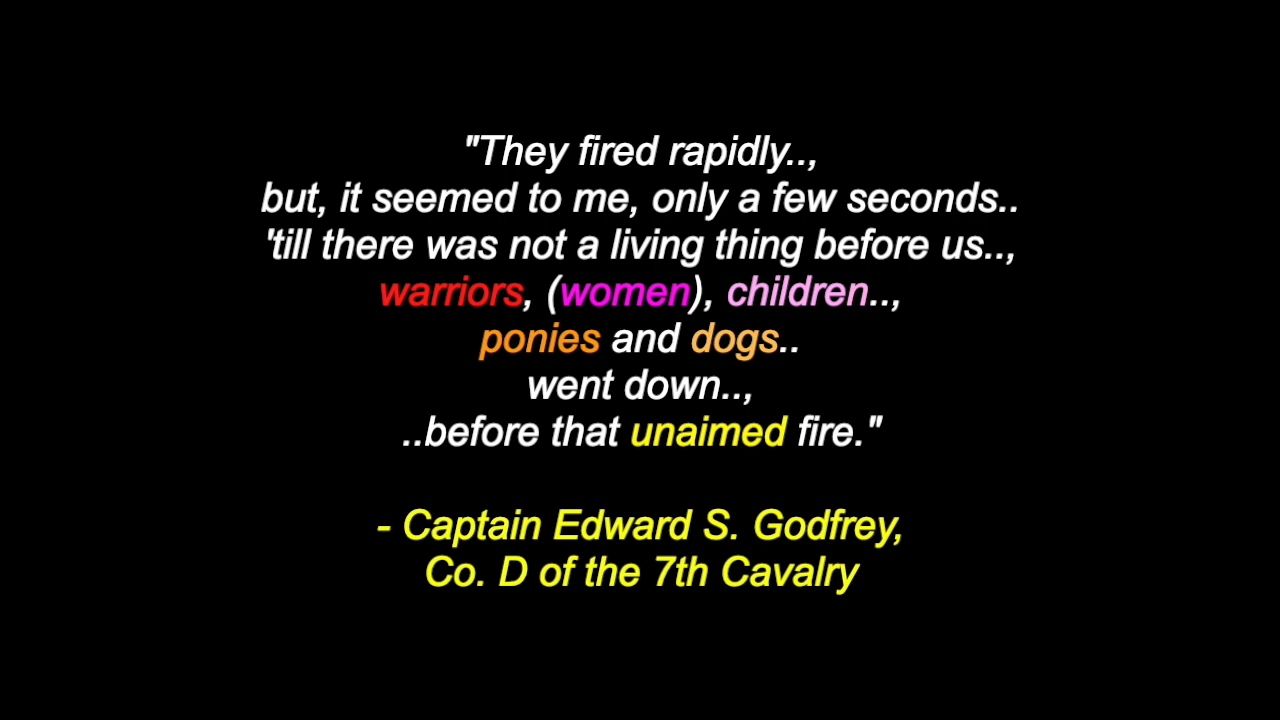 "They fired rapidly..,
but, it seemed to me, only a few seconds..
'till there was not a living thing before us..,
warriors, (women), children..,
ponies and dogs..
went down..,
..before that unaimed fire."
- Captain Edward S. Godfrey,
Co. D of the 7th Cavalry